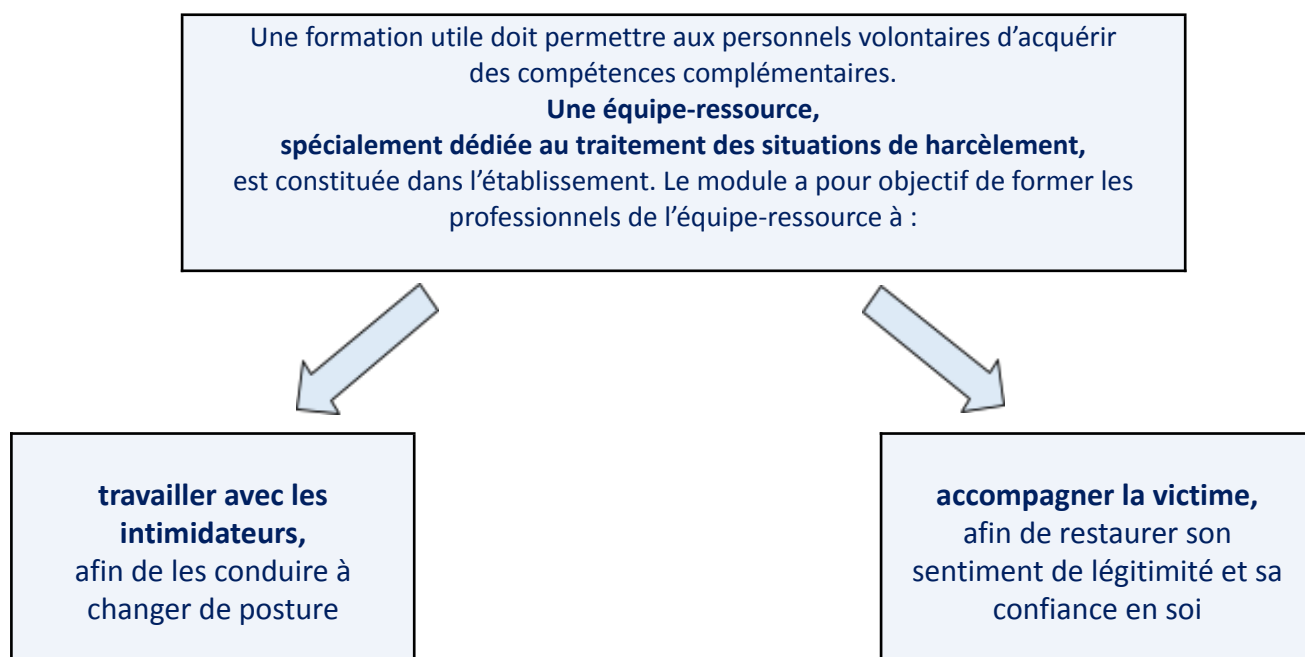 Une formation utile doit permettre aux personnels volontaires d’acquérir
des compétences complémentaires.
Une équipe-ressource,
spécialement dédiée au traitement des situations de harcèlement,
est constituée dans l’établissement. Le module a pour objectif de former les
professionnels de l’équipe-ressource à :
travailler avec les
intimidateurs,
afin de les conduire à
changer de posture
accompagner la victime,
afin de restaurer son
sentiment de légitimité et sa
confiance en soi